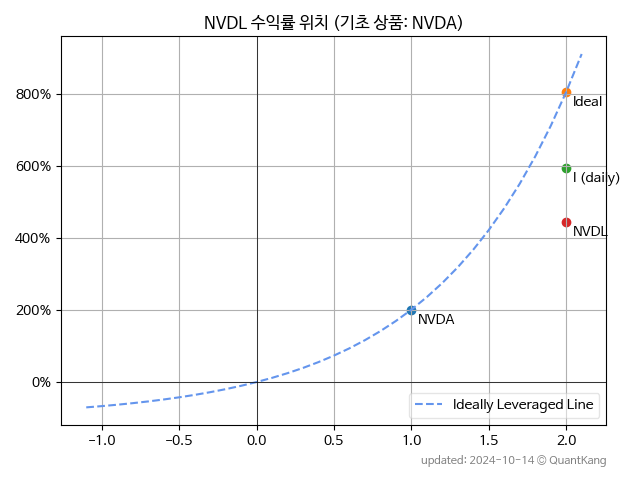 NVDL 수익률 위치 (기초 상품: NVDA)
800%
600%
400%
200%
0%
Ideal
I (daily)
NVDL
NVDA
Ideally Leveraged Line
−1.0
−0.5
0.0
0.5
1.0
1.5
2.0
updated: 2024-10-14 © QuantKang